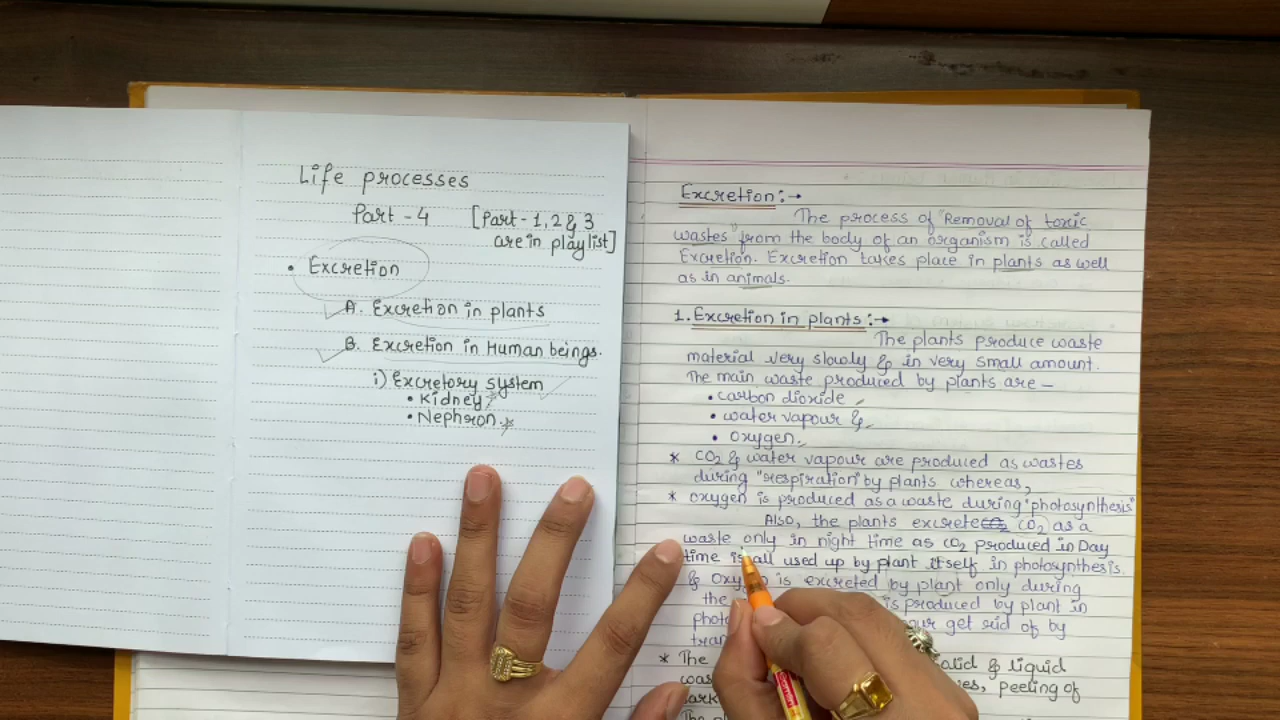 Life processes
Part - 4 [Part - 1, 2 & 3
are in playlist]
• Excretion
A. Excretion in plants
B. Excretion in Human beings.
i) Excretory system
• Kidney
• Nephron.
Excretion :→
The process of "Removal of toxic
wastes" from the body of an organism is called
Excretion. Excretion takes place in plants as well
as in animals.
1. Excretion in plants :→
The plants produce waste
material very slowly & in very small amount.
The main waste produced by plants are —
• carbon dioxide
• water vapour &
• Oxygen.
* CO2 & water vapour are produced as wastes
during "respiration" by plants whereas,
* Oxygen is produced as a waste during "photosynthesis"
Also, the plants excrete CO2 as a
waste only in night time as CO2 produced in Day
time is all used up by plant itself in photosynthesis.
& is excreted by plant only during
the is produced by plant in
get rid of by
* The & liquid
peeling of
The